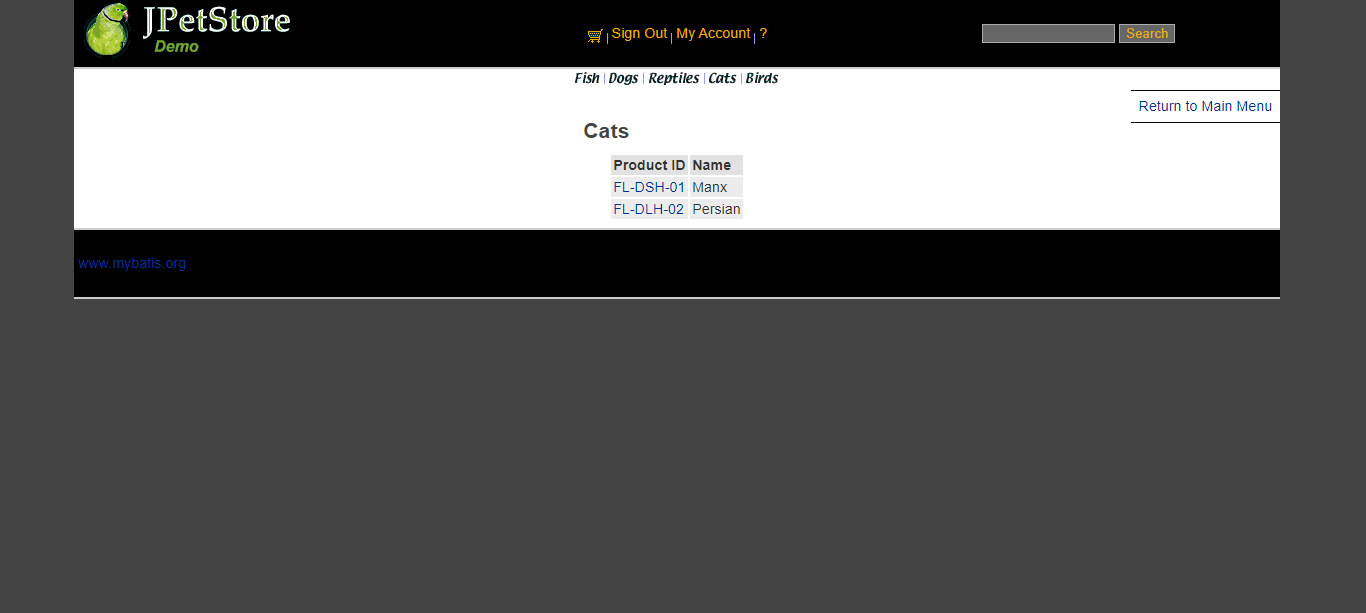 JPetStore
Demo
Sign Out | My Account | ?
Search
Fish | Dogs | Reptiles | Cats | Birds
Return to Main Menu
Cats
Product ID Name
FL-DSH-01 Manx
FL-DLH-02 Persian
www.mybatis.org